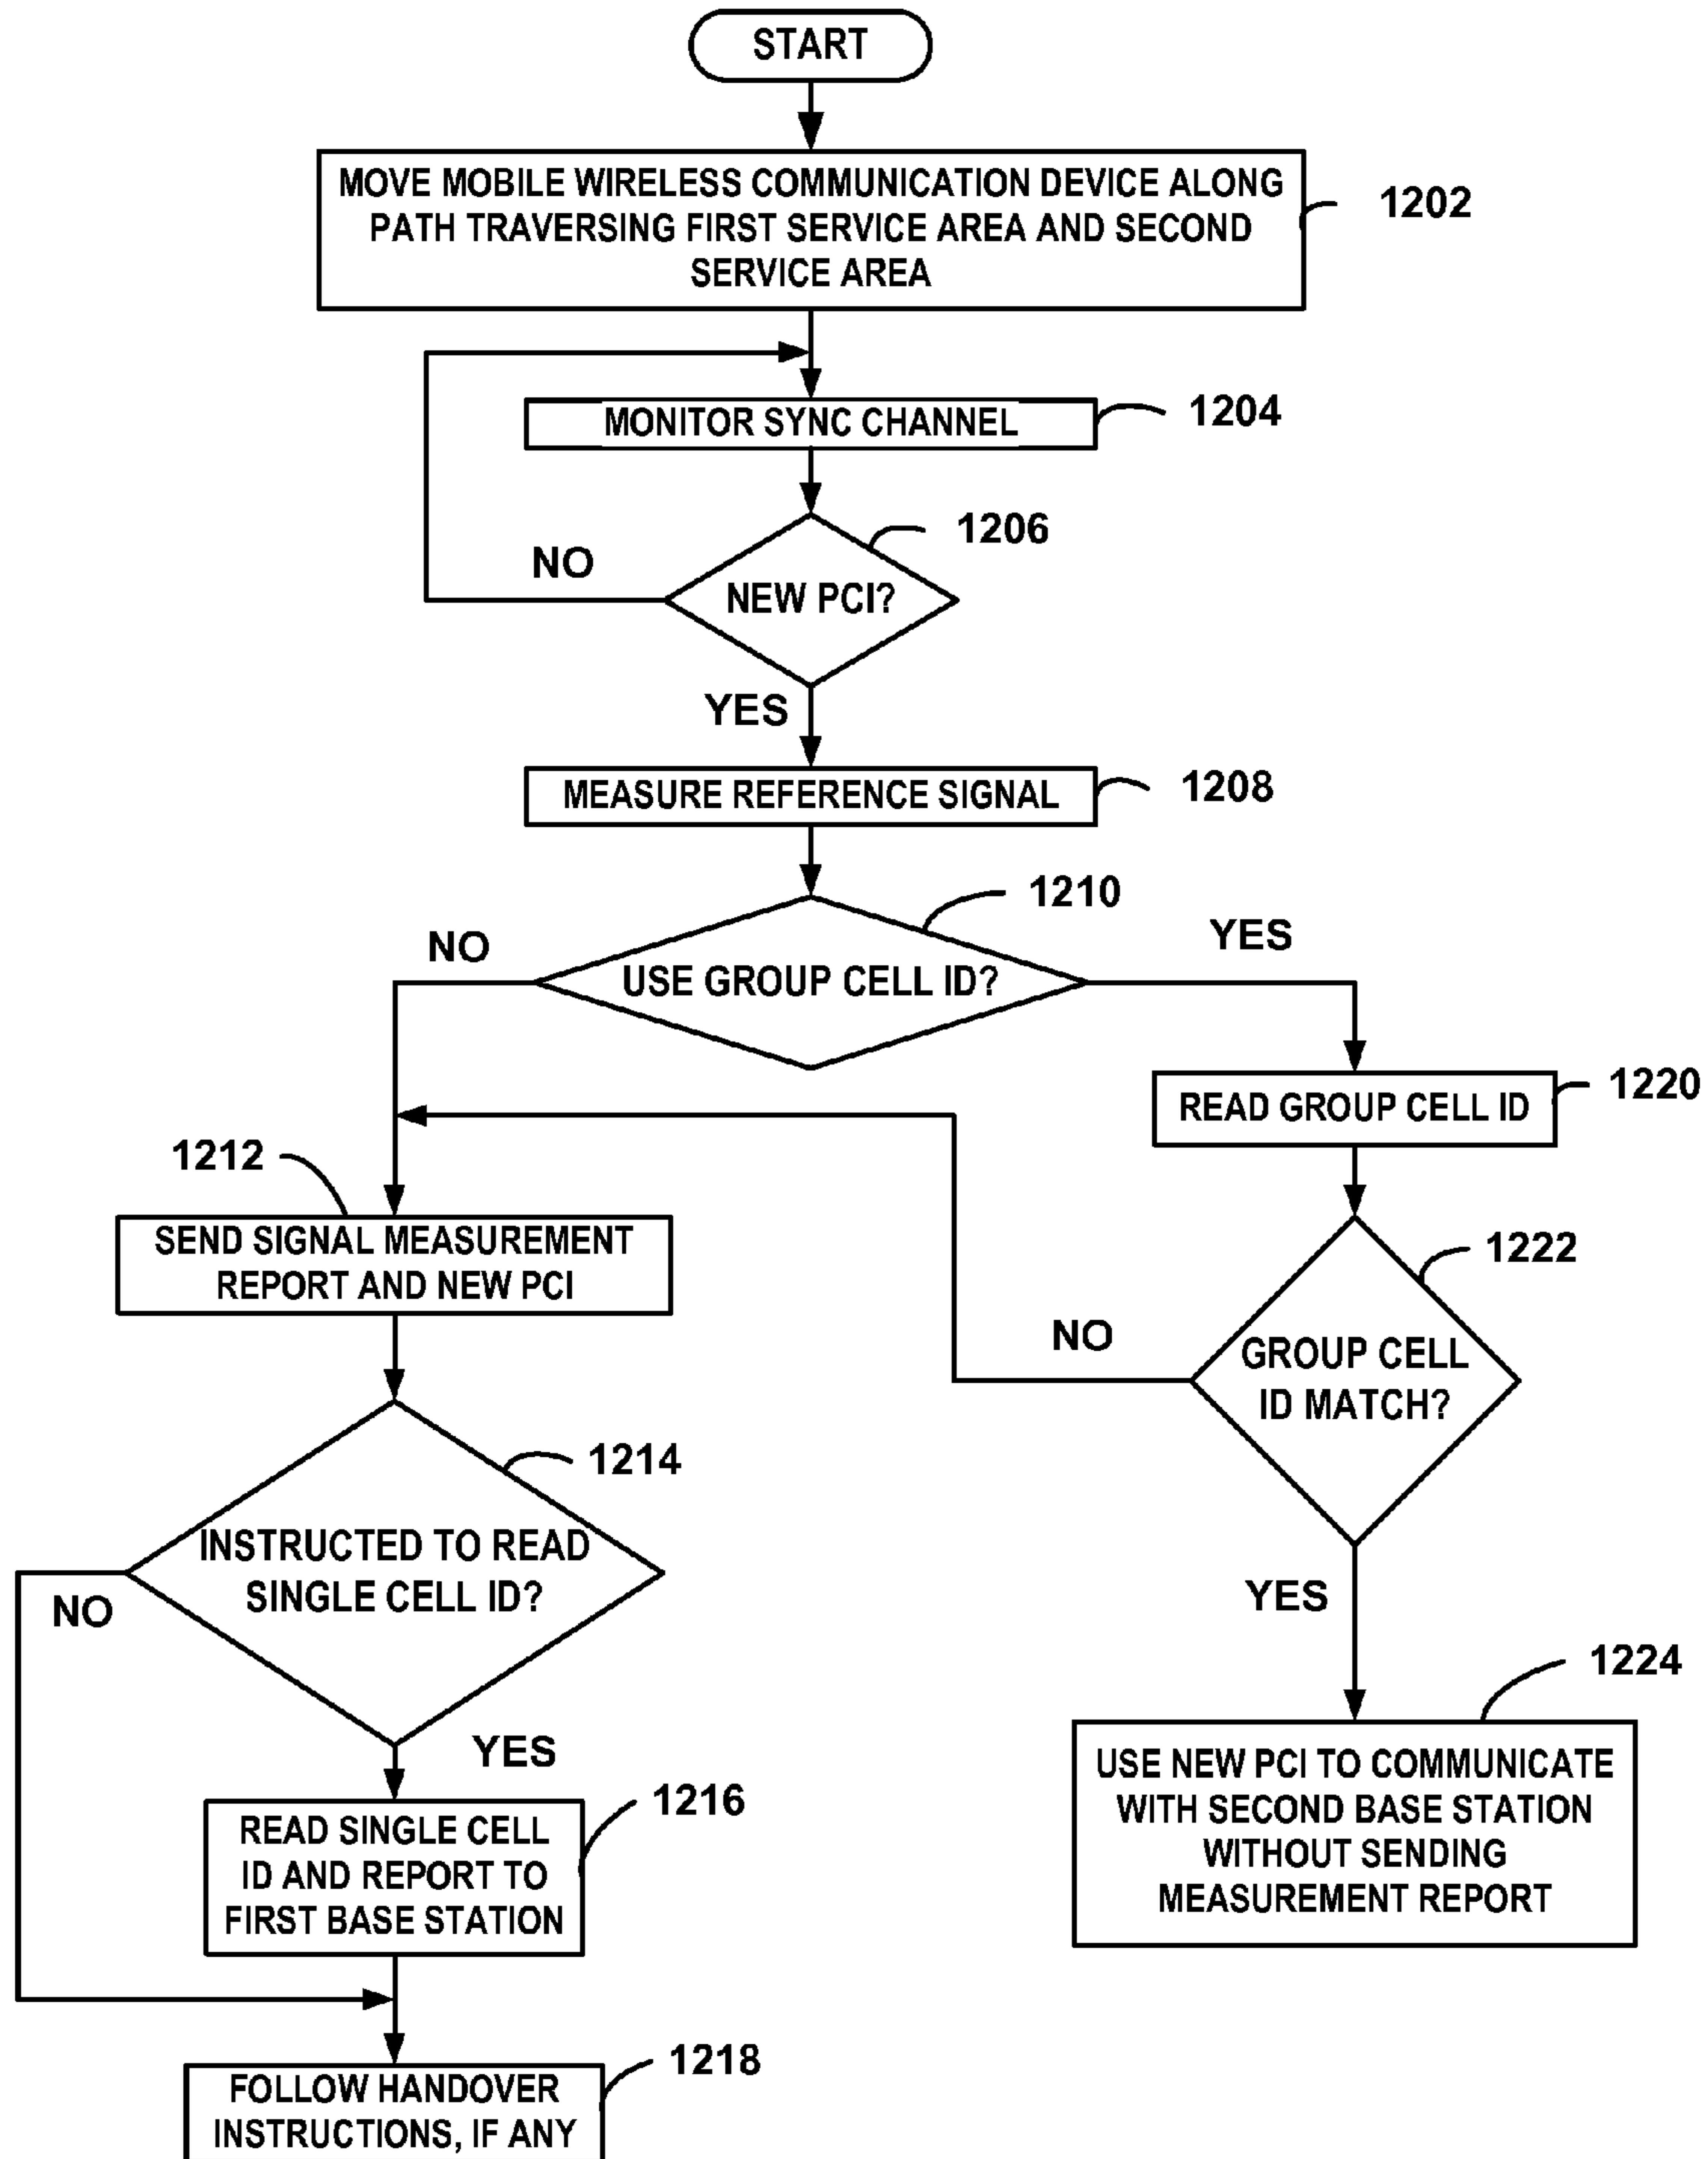 START
MOVE MOBILE WIRELESS COMMUNICATION DEVICE ALONG
PATH TRAVERSING FIRST SERVICE AREA AND SECOND
SERVICE AREA
1202
MONITOR SYNC CHANNEL
1204
1206
NO
NEW PCI?
YES
MEASURE REFERENCE SIGNAL
1208
1210
NO
YES
USE GROUP CELL ID?
READ GROUP CELL ID
1220
1212
SEND SIGNAL MEASUREMENT
REPORT AND NEW PCI
1222
NO
GROUP CELL
ID MATCH?
1214
INSTRUCTED TO READ
SINGLE CELL ID?
NO
YES
YES
1224
USE NEW PCI TO COMMUNICATE
WITH SECOND BASE STATION
WITHOUT SENDING
MEASUREMENT REPORT
1216
READ SINGLE CELL
ID AND REPORT TO
FIRST BASE STATION
1218
FOLLOW HANDOVER
INSTRUCTIONS, IF ANY